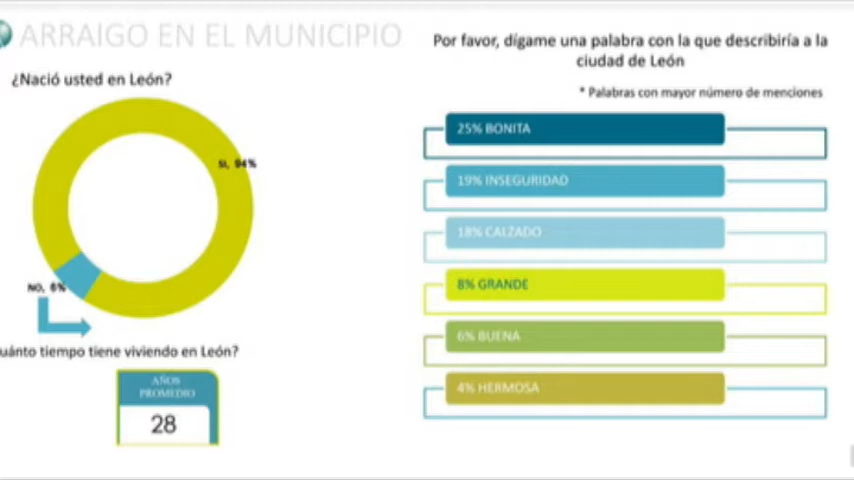 ARRAIGO EN EL MUNICIPIO
¿Nació usted en León?
SI, 94%
NO, 6%
uánto tiempo tiene viviendo en León?
AÑOS
PROMEDIO
28
Por favor, dígame una palabra con la que describiría a la
ciudad de León
* Palabras con mayor número de menciones
25% BONITA
19% INSEGURIDAD
18% CALZADO
8% GRANDE
6% BUENA
4% HERMOSA